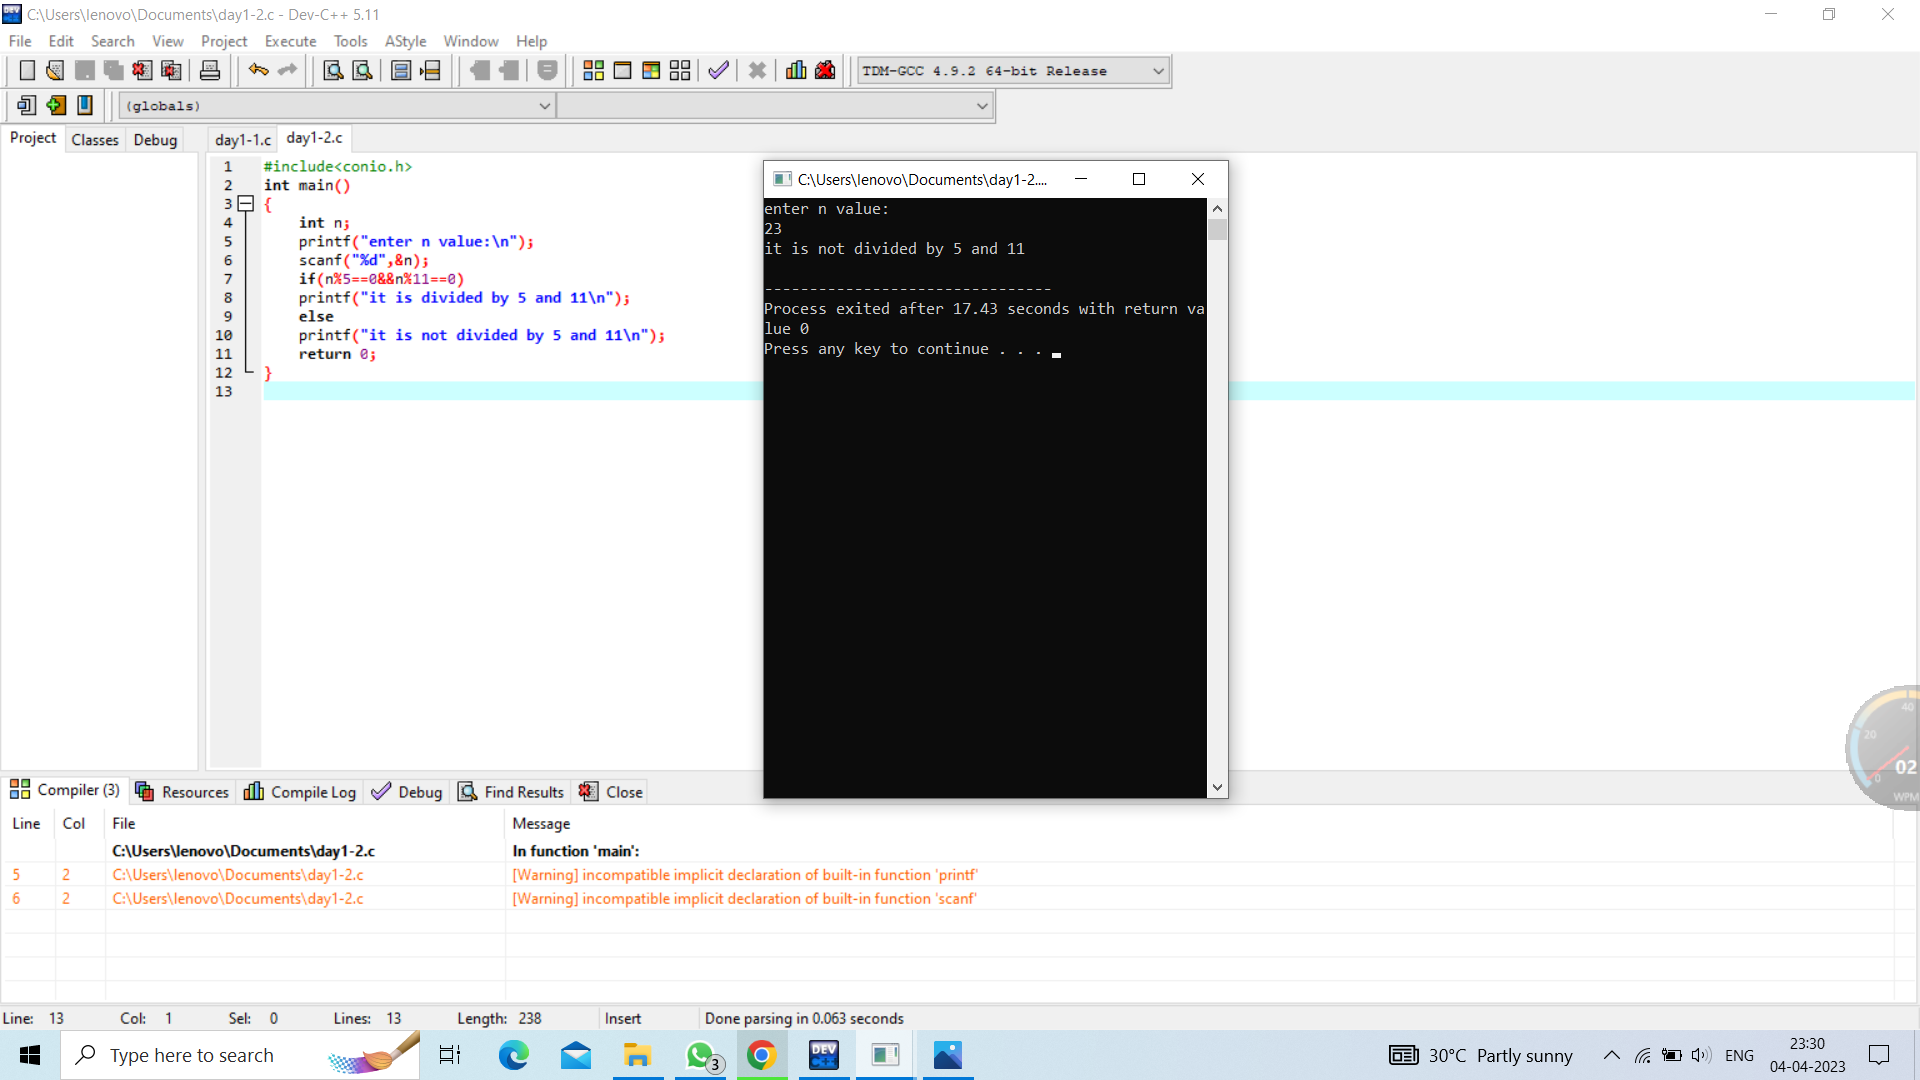 C:\Users\lenovo\Documents\day1-2.c - Dev-C++ 5.11
File Edit Search View Project Execute Tools AStyle Window Help
TDM-GCC 4.9.2 64-bit Release
(globals)
Project Classes Debug day1-1.c day1-2.c
1 #include<conio.h>
2 int main()
3 {
4 int n;
5 printf("enter n value:\n");
6 scanf("%d",&n);
7 if(n%5==0&&n%11==0)
8 printf("it is divided by 5 and 11\n");
9 else
10 printf("it is not divided by 5 and 11\n");
11 return 0;
12 }
13
C:\Users\lenovo\Documents\day1-2....
enter n value:
23
it is not divided by 5 and 11
--------------------------------
Process exited after 17.43 seconds with return va
lue 0
Press any key to continue . . .
40
20
0
02
WPM
Compiler (3) Resources Compile Log Debug Find Results Close
Line Col File Message
C:\Users\lenovo\Documents\day1-2.c In function 'main':
5 2 C:\Users\lenovo\Documents\day1-2.c [Warning] incompatible implicit declaration of built-in function 'printf'
6 2 C:\Users\lenovo\Documents\day1-2.c [Warning] incompatible implicit declaration of built-in function 'scanf'
Line: 13 Col: 1 Sel: 0 Lines: 13 Length: 238 Insert Done parsing in 0.063 seconds
Type here to search 3 DEV C++ 30°C Partly sunny ENG 23:30
04-04-2023